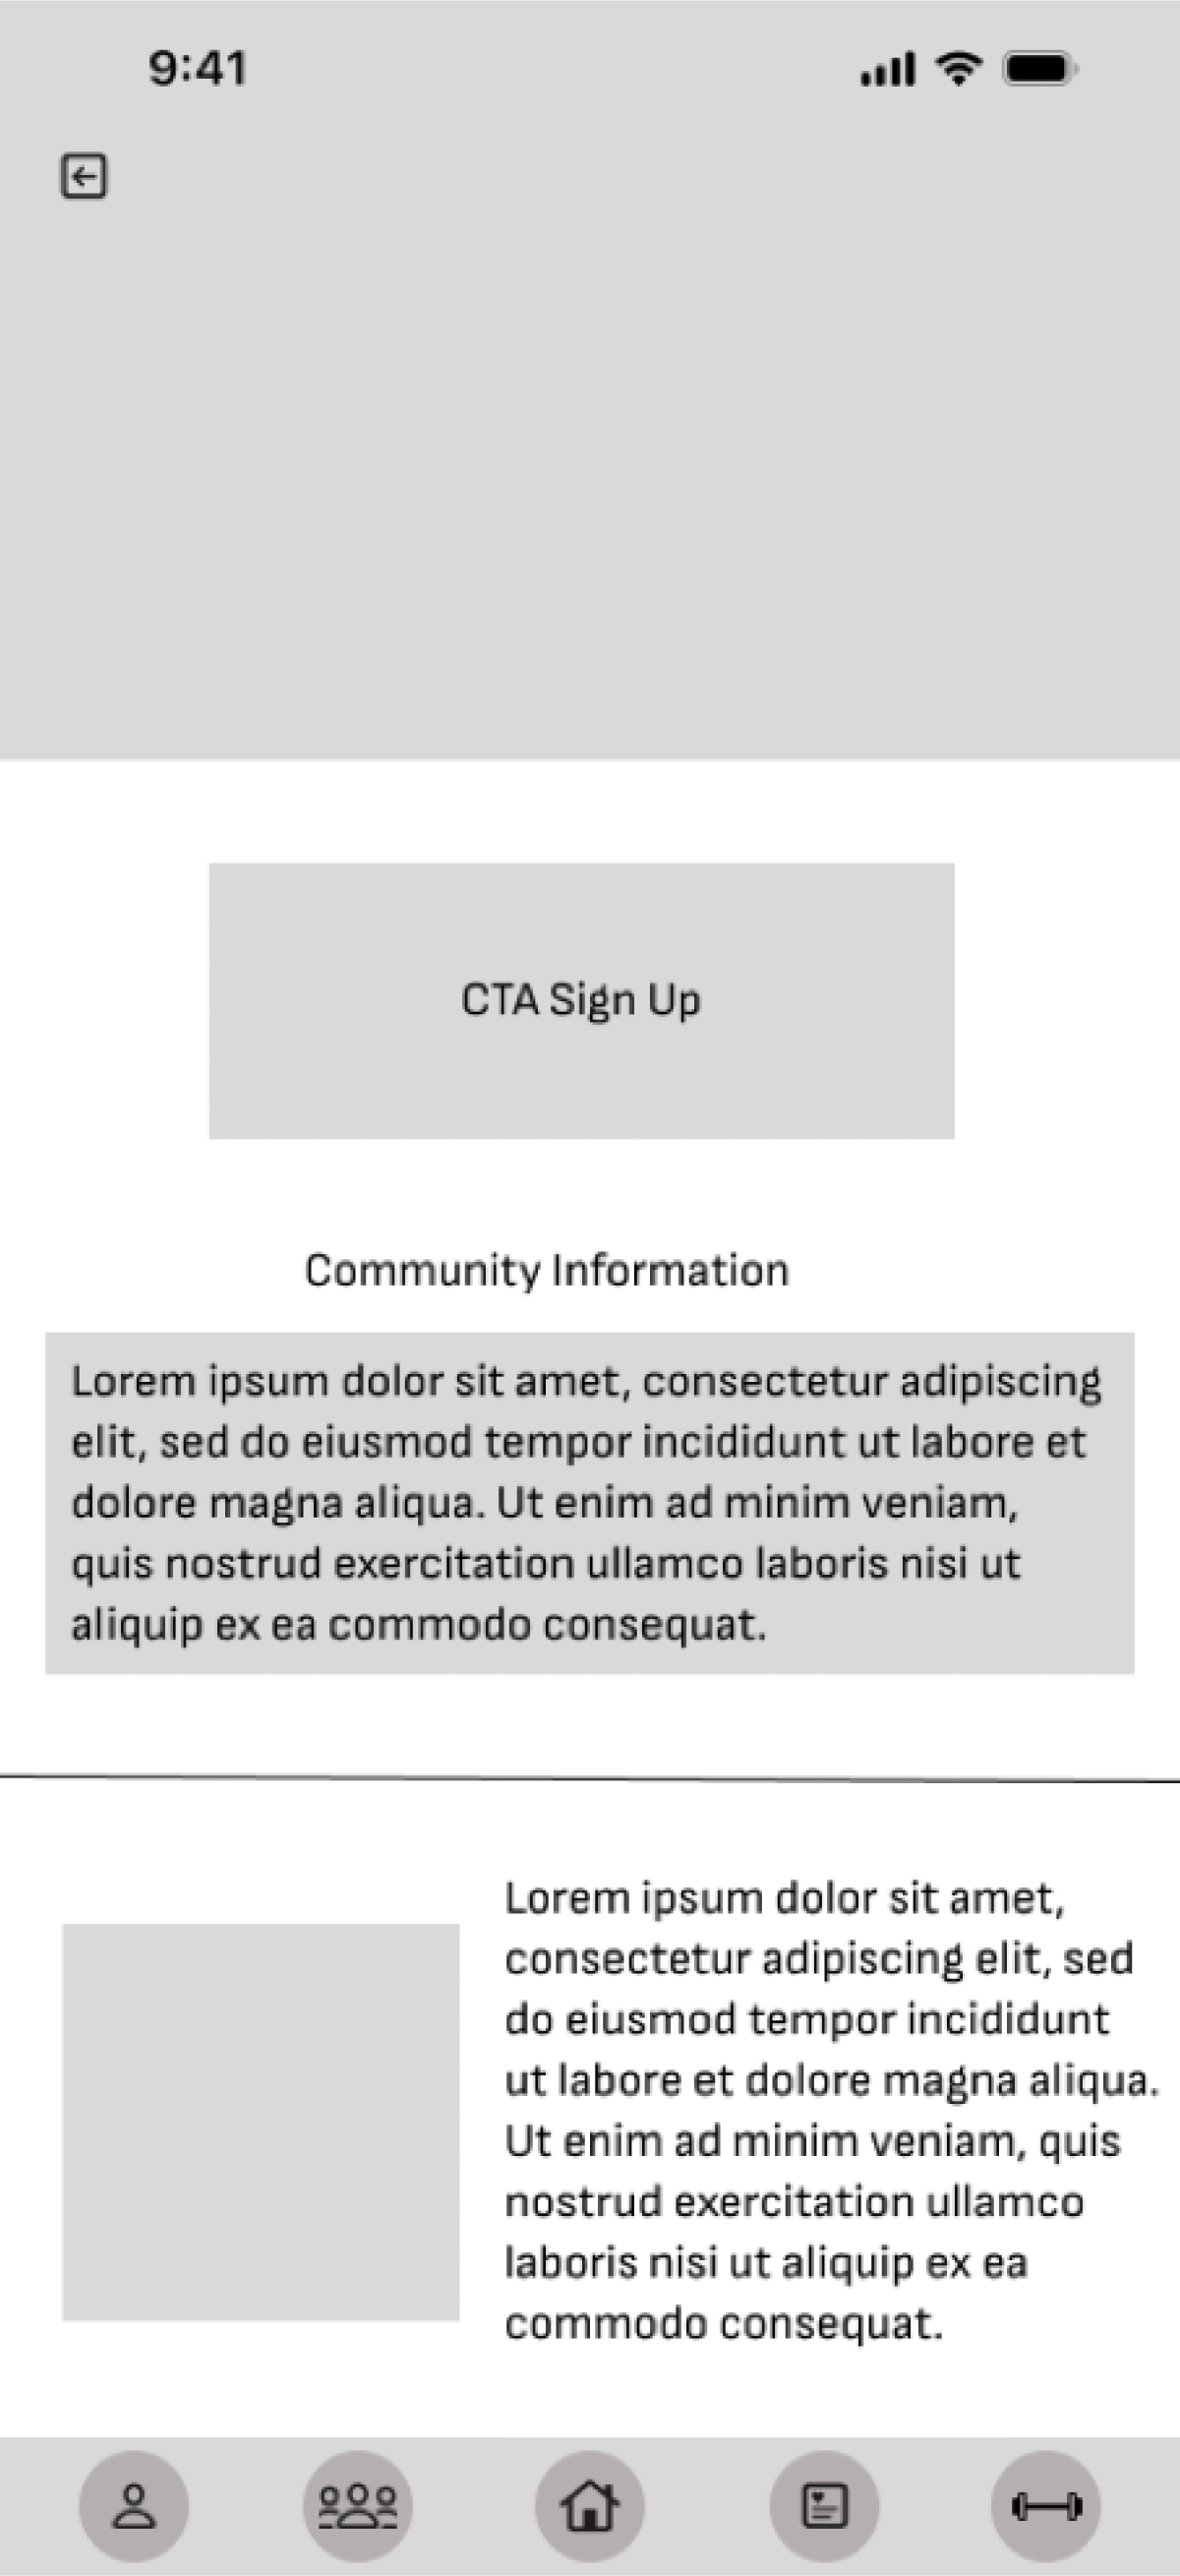 9:41
CTA Sign Up
Community Information
Lorem ipsum dolor sit amet, consectetur adipiscing
elit, sed do eiusmod tempor incididunt ut labore et
dolore magna aliqua. Ut enim ad minim veniam,
quis nostrud exercitation ullamco laboris nisi ut
aliquip ex ea commodo consequat.
Lorem ipsum dolor sit amet,
consectetur adipiscing elit, sed
do eiusmod tempor incididunt
ut labore et dolore magna aliqua.
Ut enim ad minim veniam, quis
nostrud exercitation ullamco
laboris nisi ut aliquip ex ea
commodo consequat.